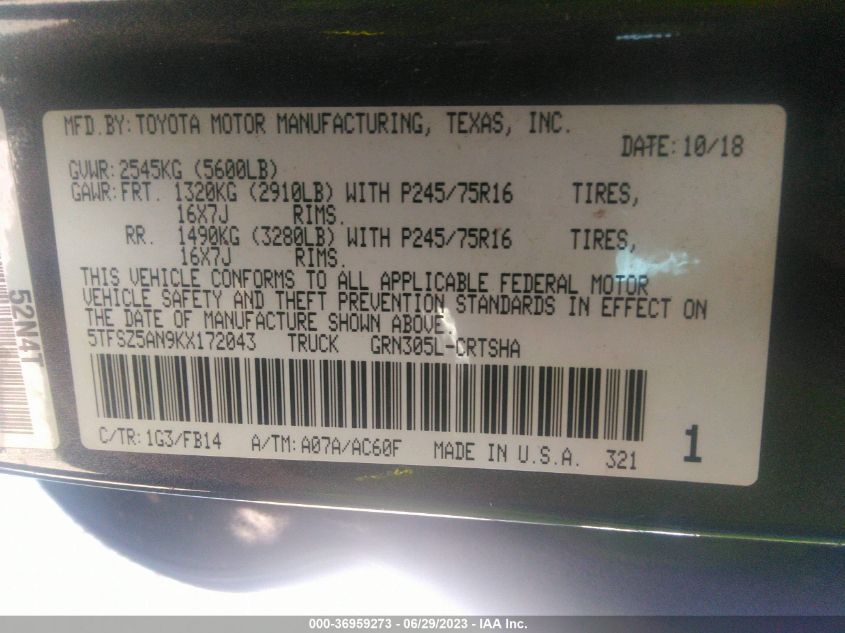 MFD.BY:TOYOTA MOTOR MANUFACTURING, TEXAS, INC.
DATE:10/18
GVWR:2545KG (5600LB)
GAWR:FRT. 1320KG (2910LB) WITH P245/75R16 TIRES,
16X7J RIMS.
RR. 1490KG (3280LB) WITH P245/75R16 TIRES,
16X7J RIMS.
THIS VEHICLE CONFORMS TO ALL APPLICABLE FEDERAL MOTOR
VEHICLE SAFETY AND THEFT PREVENTION STANDARDS IN EFFECT ON
THE DATE OF MANUFACTURE SHOWN ABOVE.
5TFSZ5AN9KX172043 TRUCK GRN305L-CRTSHA
C/TR:1G3/FB14 A/TM:A07A/AC60F MADE IN U.S.A. 321
1
52N41
000-36959273 - 06/29/2023 - IAA Inc.